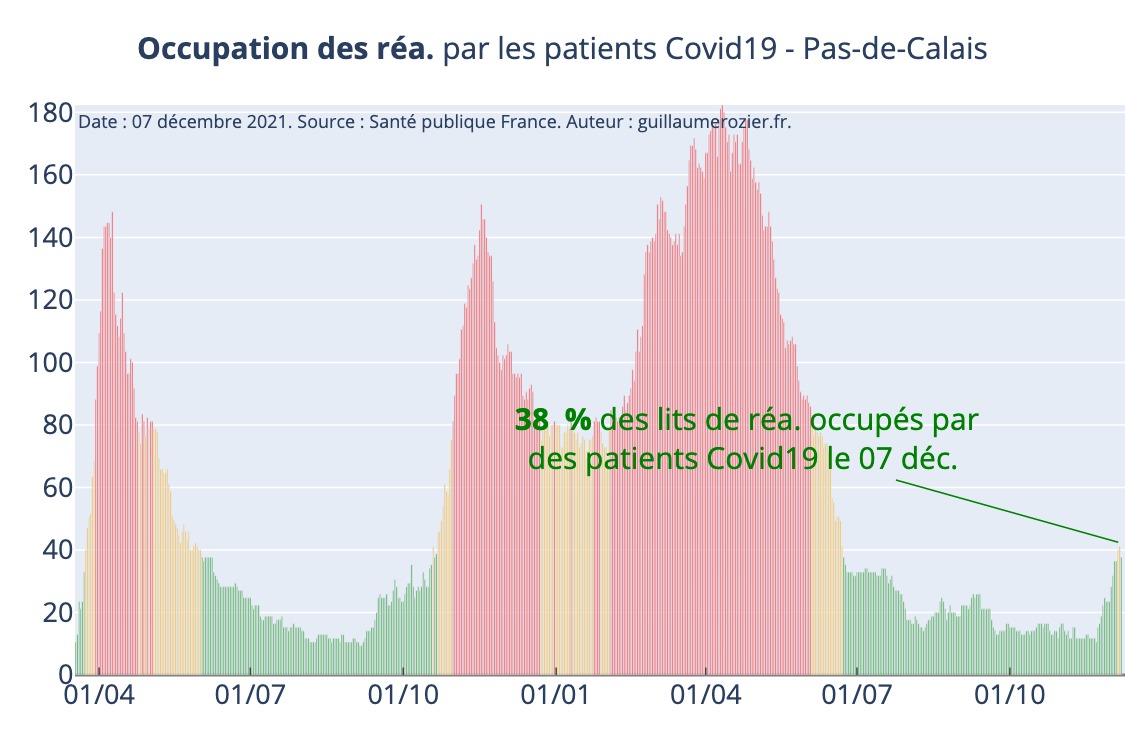 Occupation des réa. par les patients Covid19 - Pas-de-Calais
180
Date : 07 décembre 2021. Source : Santé publique France. Auteur : guillaumerozier.fr.
160
140
120
100
80
38 % des lits de réa. occupés par
des patients Covid19 le 07 déc.
60
40
20
0
01/04 01/07 01/10 01/01 01/04 01/07 01/10